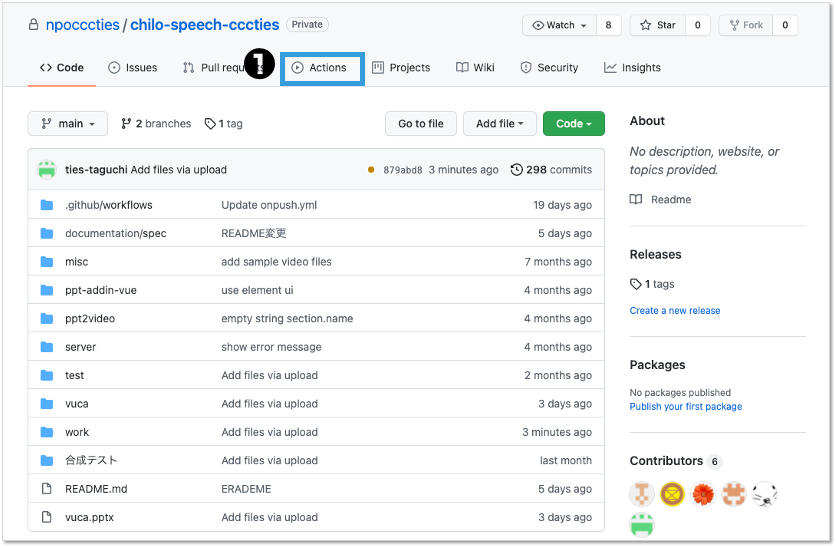 npocccties / chilo-speech-cccties Private
Watch 8 Star 0 Fork 0
Code Issues Pull requests 1 Actions Projects Wiki Security Insights
main 2 branches 1 tag Go to file Add file Code
ties-taguchi Add files via upload 879abd8 3 minutes ago 298 commits
.github/workflows Update onpush.yml 19 days ago
documentation/spec README変更 5 days ago
misc add sample video files 7 months ago
ppt-addin-vue use element ui 4 months ago
ppt2video empty string section.name 4 months ago
server show error message 4 months ago
test Add files via upload 2 months ago
vuca Add files via upload 3 days ago
work Add files via upload 3 minutes ago
合成テスト Add files via upload last month
README.md ERADEME 5 days ago
vuca.pptx Add files via upload 3 days ago
About
No description, website, or
topics provided.
Readme
Releases
1 tags
Create a new release
Packages
No packages published
Publish your first package
Contributors 6